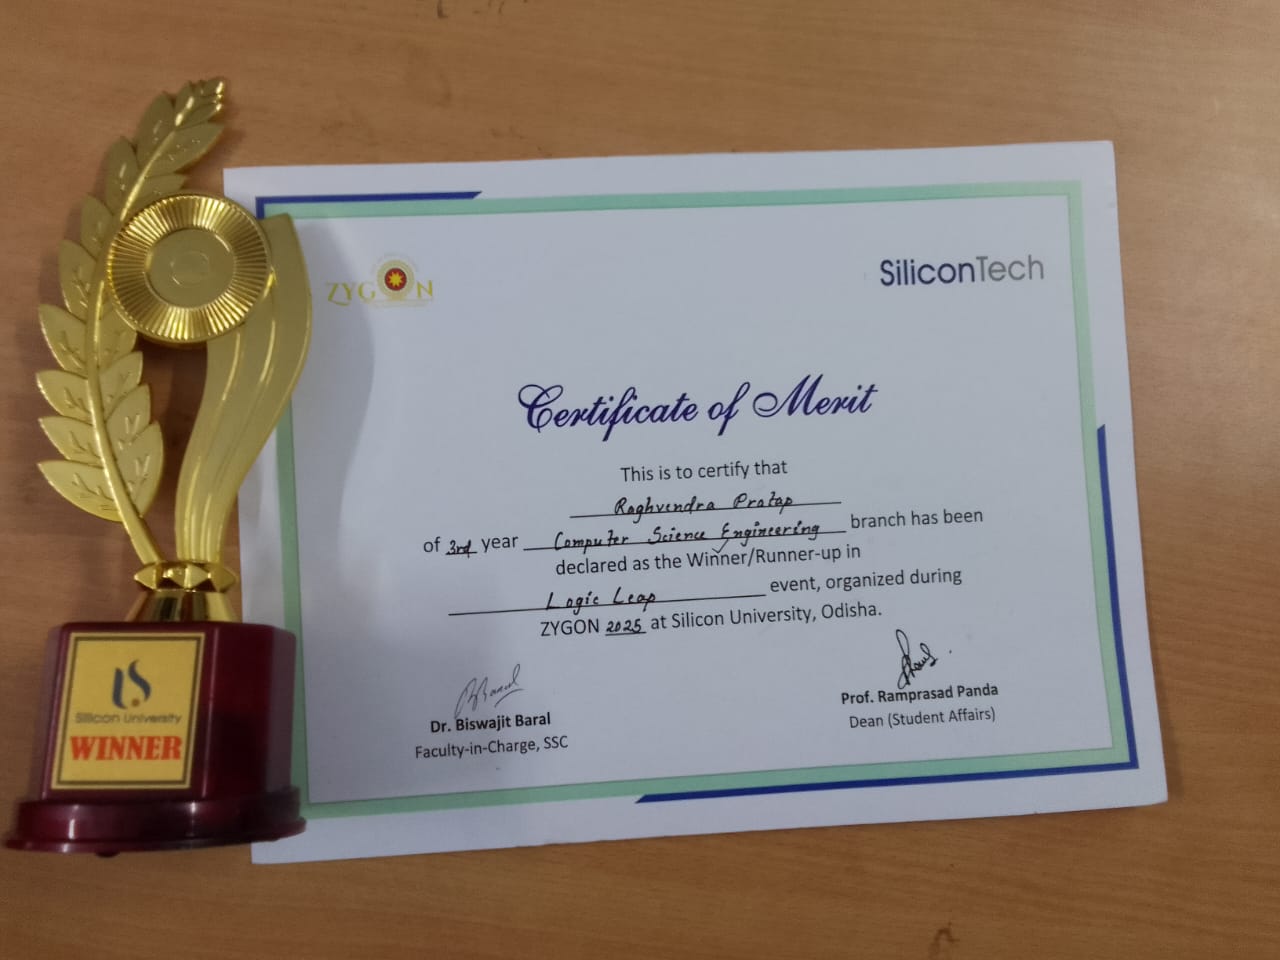 ZYGON
SiliconTech
Certificate of Merit
This is to certify that
Raghvendra Pratap
of 3rd year Computer Science Engineering branch has been
declared as the Winner/Runner-up in
Logic Leap event, organized during
ZYGON 2025 at Silicon University, Odisha.
Dr. Biswajit Baral
Faculty-in-Charge, SSC
Prof. Ramprasad Panda
Dean (Student Affairs)
Silicon University
WINNER